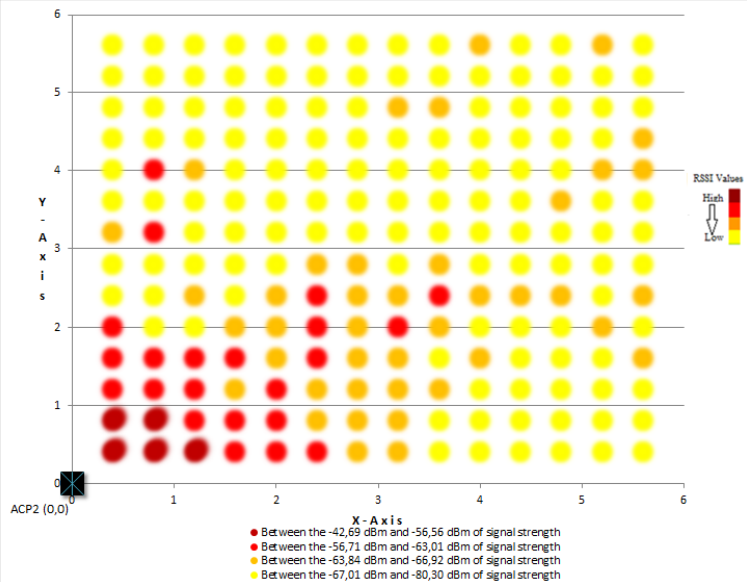 6
5
4
Y
-
A
x
i
s
3
2
1
0
0 1 2 3 4 5 6
ACP2 (0,0)
X-Axis
RSSI Values
High
Low
Between the -42,69 dBm and -56,56 dBm of signal strength
Between the -56,71 dBm and -63,01 dBm of signal strength
Between the -63,84 dBm and -66,92 dBm of signal strength
Between the -67,01 dBm and -80,30 dBm of signal strength